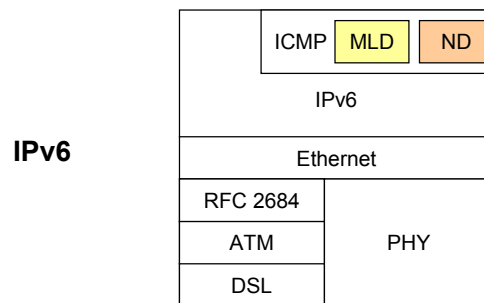 ICMP MLD ND
IPv6
IPv6
Ethernet
RFC 2684
ATM
PHY
DSL